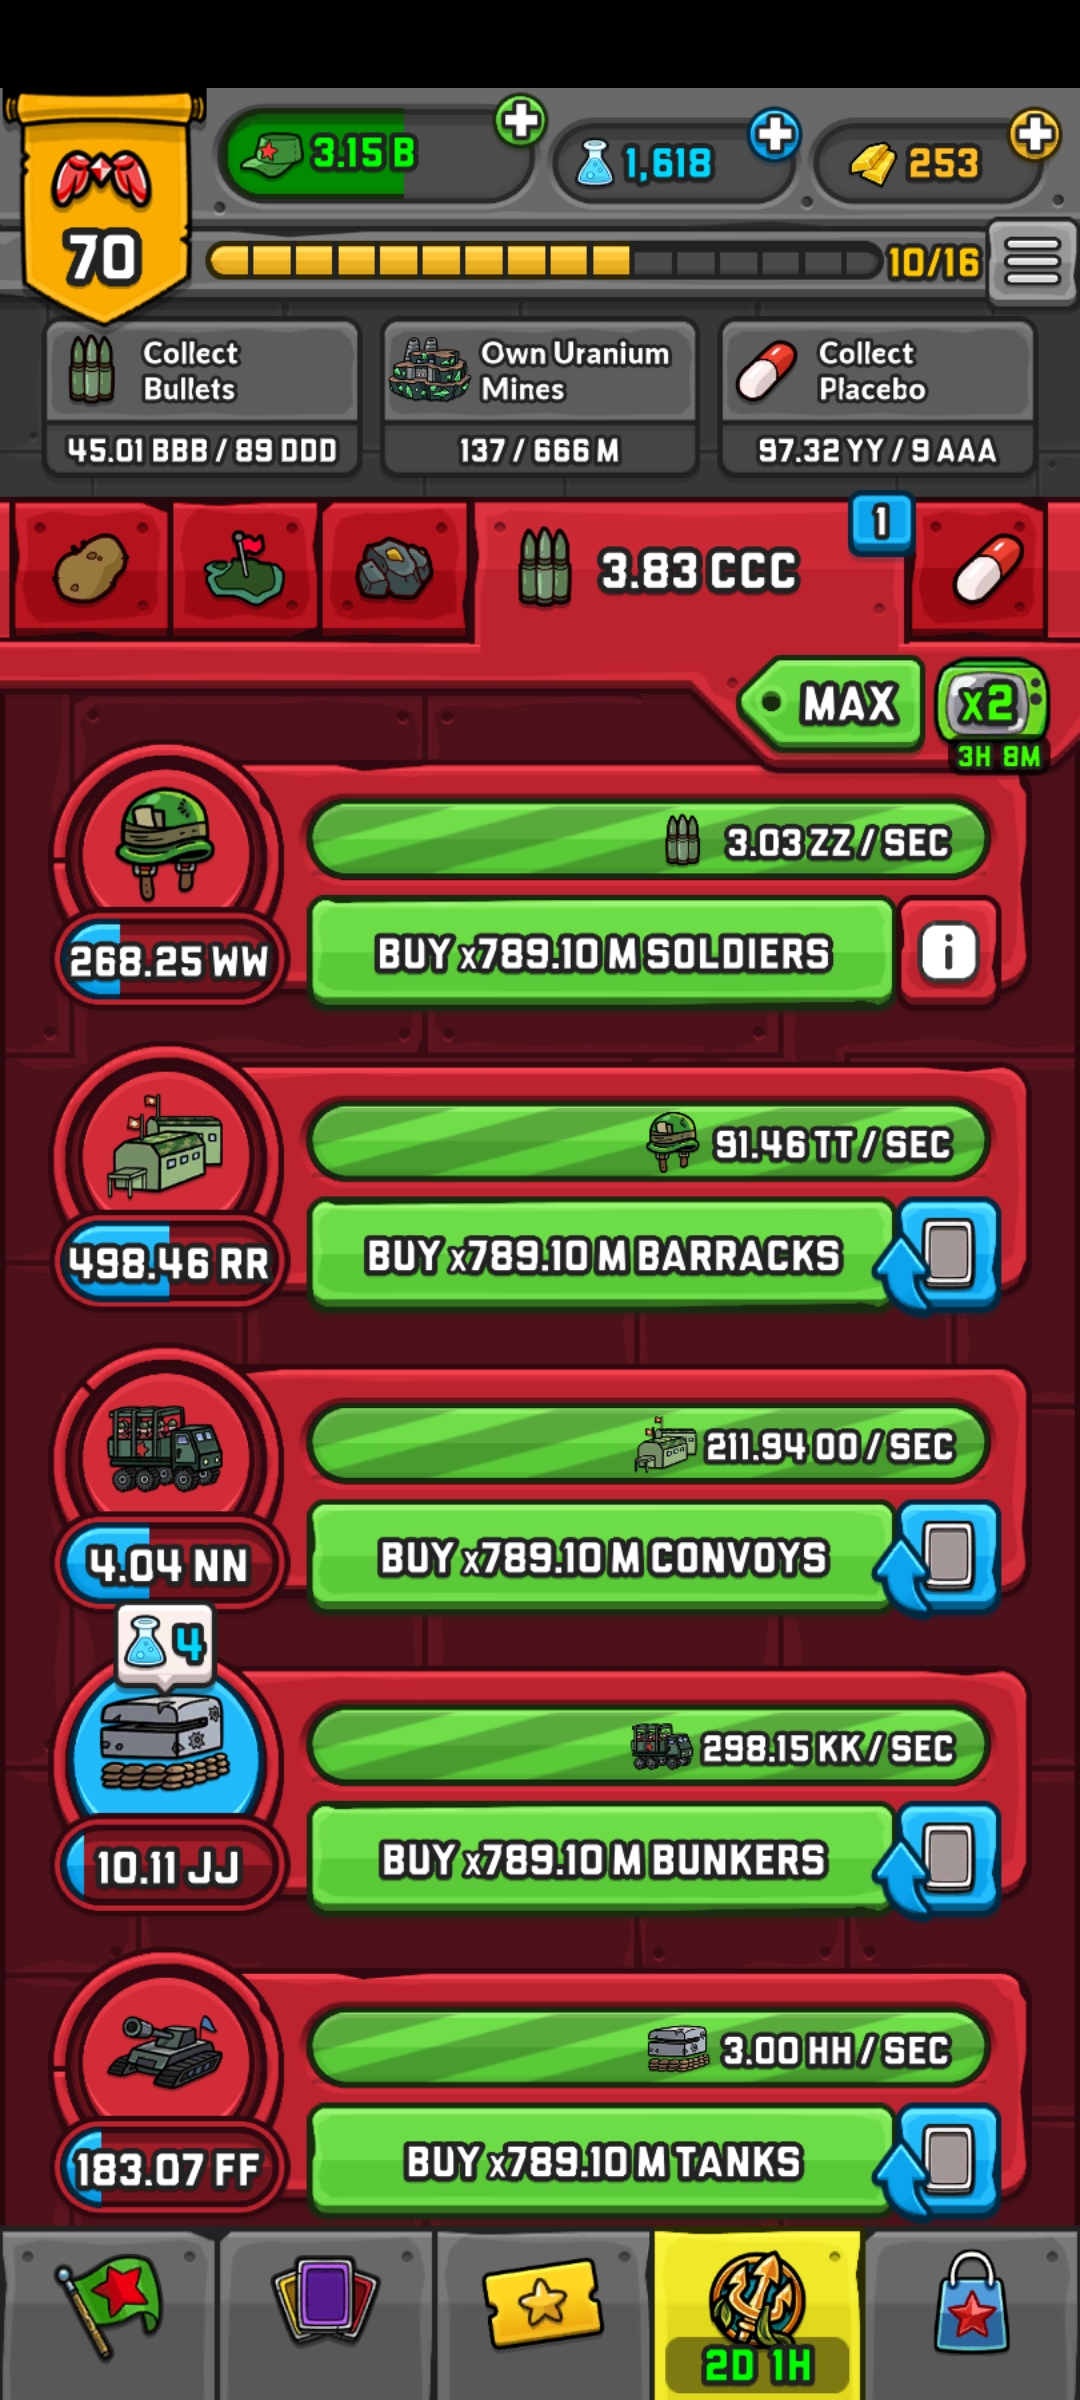 3.15 B
1,618
253
70
10/16
Collect
Bullets
45.01 BBB / 89 DDD
Own Uranium
Mines
137 / 666 M
Collect
Placebo
97.32 YY / 9 AAA
3.83 CCC
1
MAX
x2
3H 8M
3.03 ZZ / SEC
268.25 WW
BUY x789.10 M SOLDIERS
i
91.46 TT / SEC
498.46 RR
BUY x789.10 M BARRACKS
211.94 OO / SEC
4.04 NN
BUY x789.10 M CONVOYS
4
298.15 KK / SEC
10.11 JJ
BUY x789.10 M BUNKERS
3.00 HH / SEC
183.07 FF
BUY x789.10 M TANKS
2D 1H